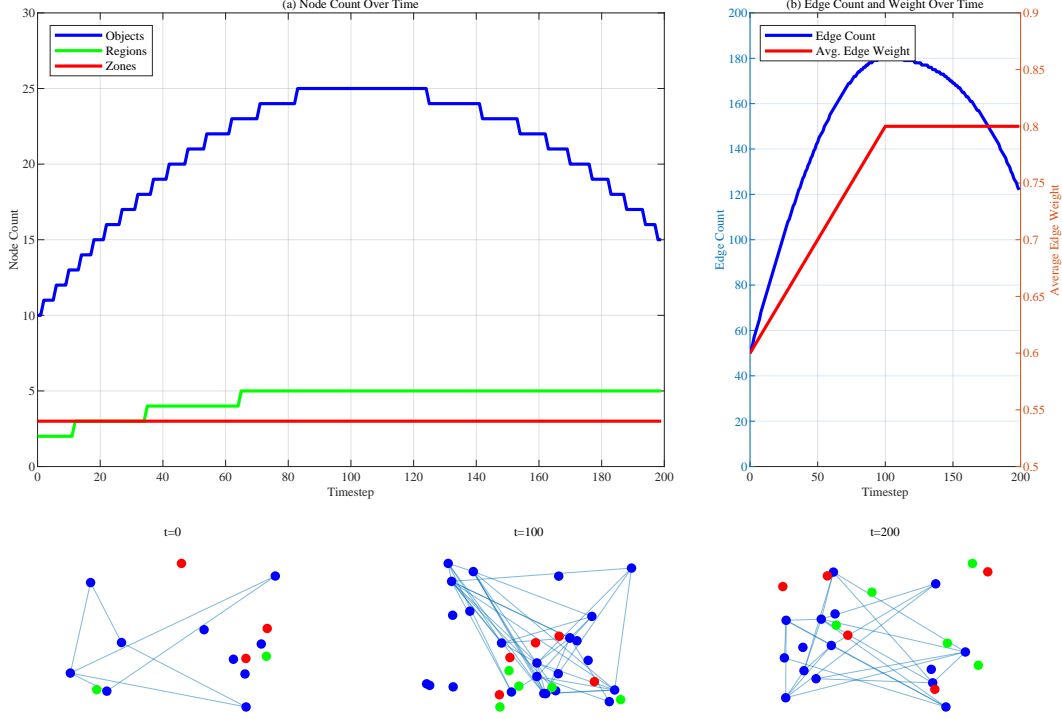 (a) Node Count Over Time
30
25
20
15
10
5
0
Node Count
Objects
Regions
Zones
0 20 40 60 80 100 120 140 160 180 200
Timestep
(b) Edge Count and Weight Over Time
200
180
160
140
120
100
80
60
40
20
0
Edge Count
Edge Count
Avg. Edge Weight
0.9
0.85
0.8
0.75
0.7
0.65
0.6
0.55
0.5
Average Edge Weight
0 50 100 150 200
Timestep
t=0
t=100
t=200